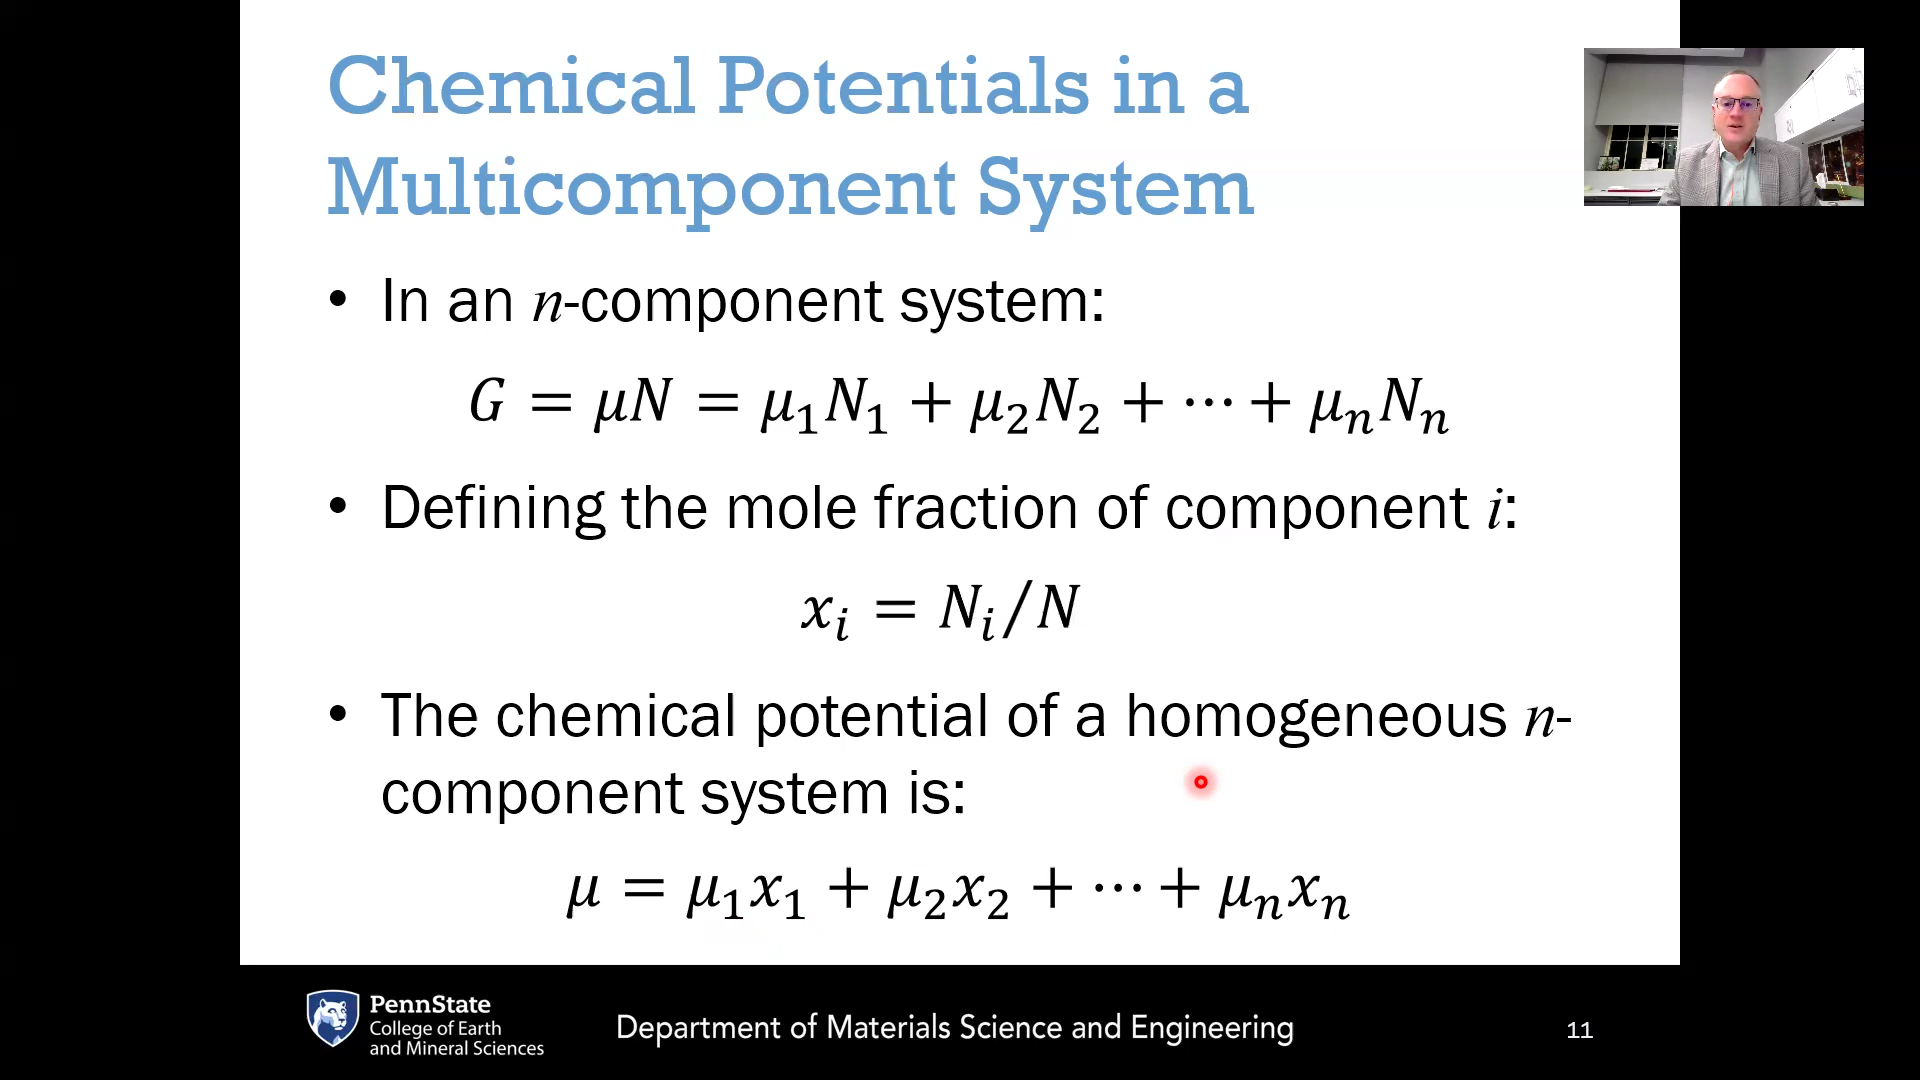 Chemical Potentials in a
Multicomponent System
• In an n-component system:
G = μN = μ₁N₁ + μ₂N₂ + ⋯ + μₙNₙ
• Defining the mole fraction of component i:
xᵢ = Nᵢ/N
• The chemical potential of a homogeneous n-
component system is:
μ = μ₁x₁ + μ₂x₂ + ⋯ + μₙxₙ
PennState
College of Earth
and Mineral Sciences
Department of Materials Science and Engineering
11